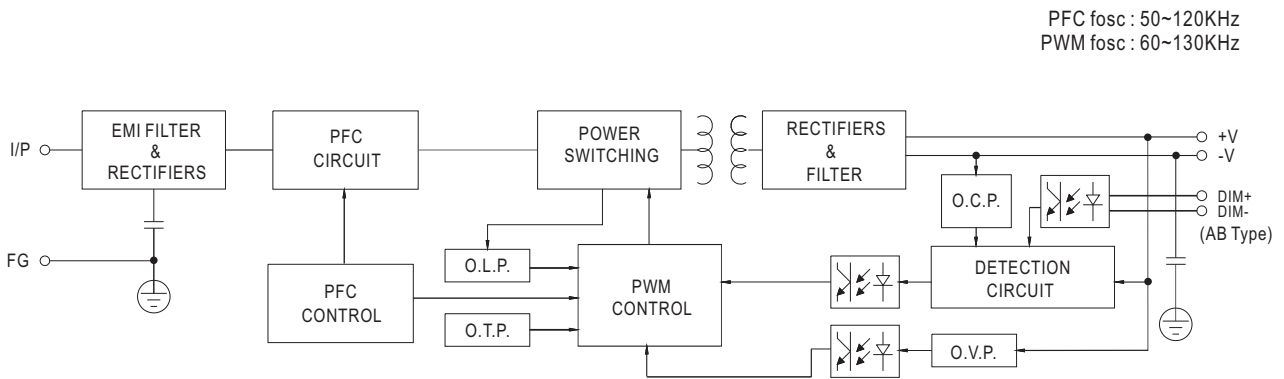 PFC fosc : 50~120KHz
PWM fosc : 60~130KHz
I/P
EMI FILTER
&
RECTIFIERS
PFC
CIRCUIT
POWER
SWITCHING
RECTIFIERS
&
FILTER
+V
-V
DIM+
DIM-
(AB Type)
O.C.P.
FG
O.L.P.
PFC
CONTROL
PWM
CONTROL
DETECTION
CIRCUIT
O.T.P.
O.V.P.